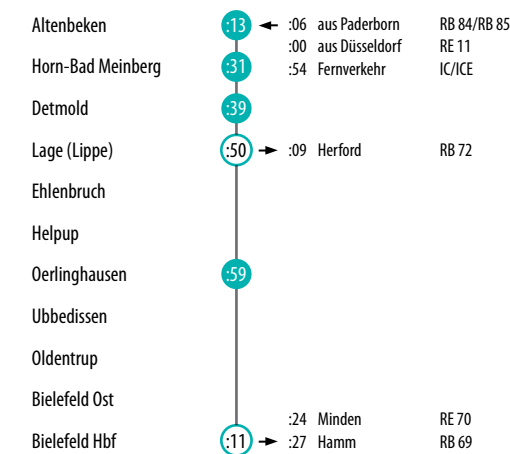 Altenbeken :13 :06 aus Paderborn RB 84/RB 85
:00 aus Düsseldorf RE 11
Horn-Bad Meinberg :31 :54 Fernverkehr IC/ICE
Detmold :39
Lage (Lippe) :50 :09 Herford RB 72
Ehlenbruch
Helpup
Oerlinghausen :59
Ubbedissen
Oldentrup
Bielefeld Ost
:24 Minden RE 70
Bielefeld Hbf :11 :27 Hamm RB 69